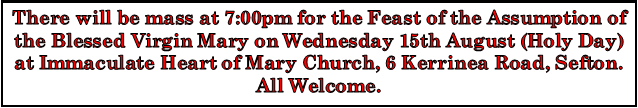 There will be mass at 7:00pm for the Feast of the Assumption of
the Blessed Virgin Mary on Wednesday 15th August (Holy Day)
at Immaculate Heart of Mary Church, 6 Kerrinea Road, Sefton.
All Welcome.